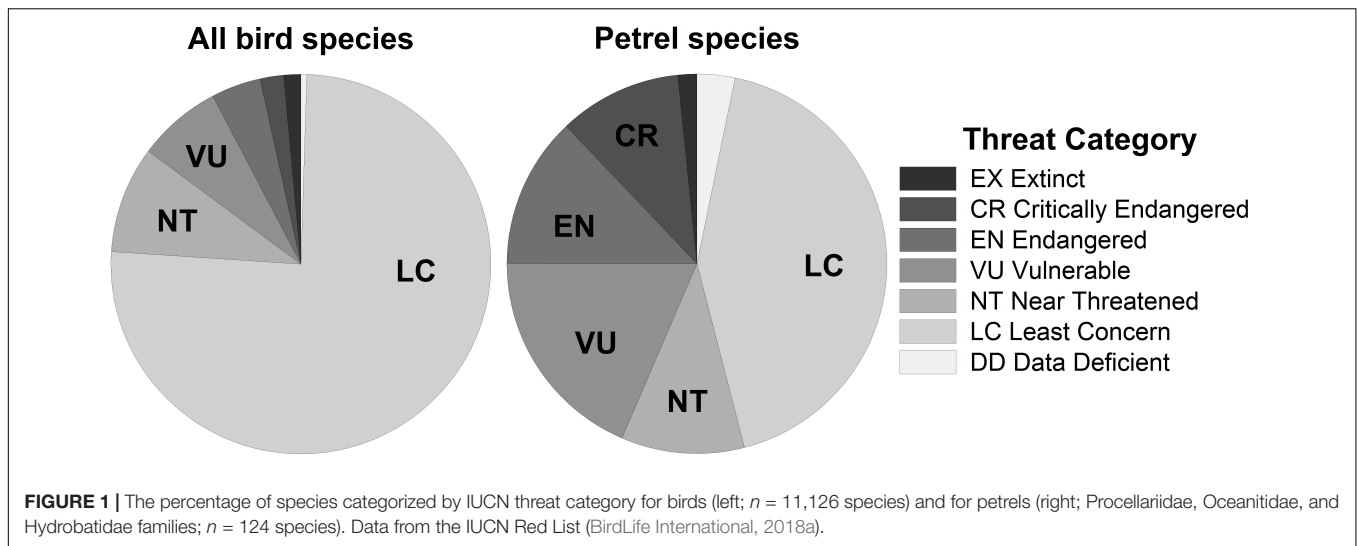 All bird species
Petrel species
VU
NT
LC
CR
EN
LC
VU
NT
Threat Category
EX Extinct
CR Critically Endangered
EN Endangered
VU Vulnerable
NT Near Threatened
LC Least Concern
DD Data Deficient
FIGURE 1 | The percentage of species categorized by IUCN threat category for birds (left; n = 11,126 species) and for petrels (right; Procellariidae, Oceanitidae, and
Hydrobatidae families; n = 124 species). Data from the IUCN Red List (BirdLife International, 2018a).